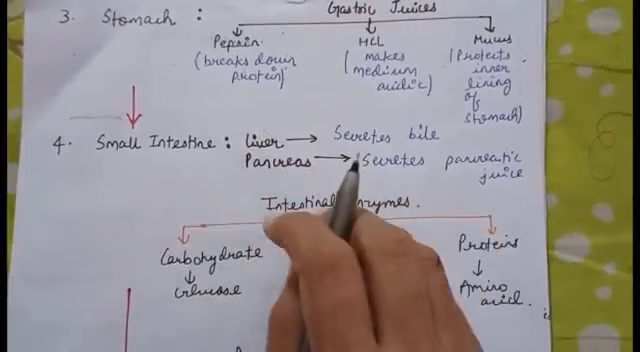 3. Stomach :
Gastric Juices
Pepsin
(breaks down
protein)
HCL
(makes
medium
acidic)
Mucus
(Protects
inner
lining
of
stomach)
4. Small Intestine : Liver → Secretes bile
Pancreas → Secretes pancreatic
juice
Intestinal Enzymes.
Carbohydrate
↓
Glucose
Proteins
↓
Amino
acid.